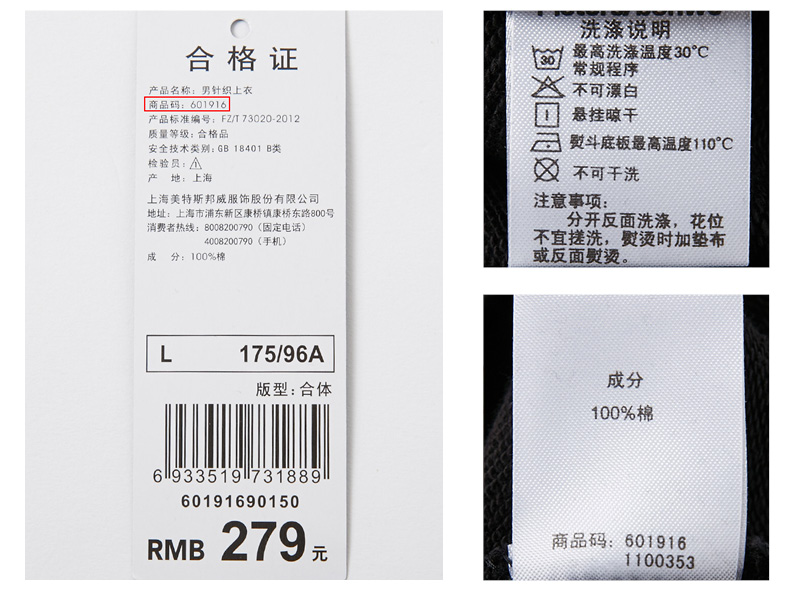 合格证
产品名称：男针织上衣
商品码：601916
产品标准编号：FZ/T 73020-2012
质量等级：合格品
安全技术类别：GB 18401 B类
检验员：
产 地：上海
上海美特斯邦威服饰股份有限公司
地址：上海市浦东新区康桥镇康桥东路800号
消费者热线：8008200790（固定电话）
4008200790（手机）
成 分：100%棉
L 175/96A
版型：合体
6 933519 731889
60191690150
RMB 279元
洗涤说明
30 最高洗涤温度30℃
常规程序
不可漂白
悬挂晾干
熨斗底板最高温度110℃
不可干洗
注意事项：
分开反面洗涤，花位
不宜搓洗，熨烫时加垫布
或反面熨烫。
成分
100%棉
商品码：601916
1100353